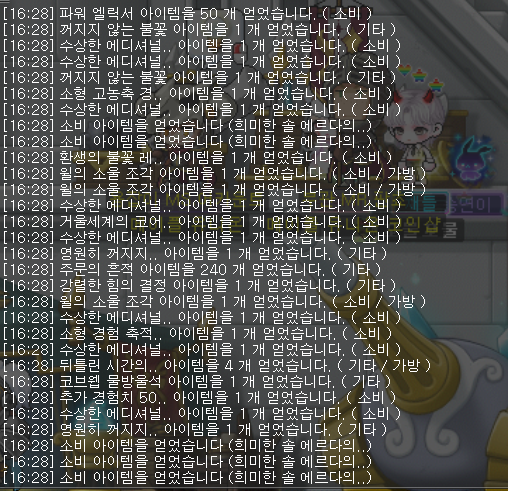 [16:28] 파워 엘릭서 아이템을 50 개 얻었습니다. ( 소비 )
[16:28] 꺼지지 않는 불꽃 아이템을 1 개 얻었습니다. ( 기타 )
[16:28] 수상한 에디셔널.. 아이템을 1 개 얻었습니다. ( 소비 )
[16:28] 수상한 에디셔널.. 아이템을 1 개 얻었습니다. ( 소비 )
[16:28] 꺼지지 않는 불꽃 아이템을 1 개 얻었습니다. ( 기타 )
[16:28] 소형 고농축 경.. 아이템을 1 개 얻었습니다. ( 소비 )
[16:28] 수상한 에디셔널.. 아이템을 1 개 얻었습니다. ( 소비 )
[16:28] 소비 아이템을 얻었습니다 (희미한 솔 에르다의..)
[16:28] 소비 아이템을 얻었습니다 (희미한 솔 에르다의..)
[16:28] 환생의 불꽃 레.. 아이템을 1 개 얻었습니다. ( 소비 )
[16:28] 윌의 소울 조각 아이템을 1 개 얻었습니다. ( 소비 / 가방 )
[16:28] 윌의 소울 조각 아이템을 1 개 얻었습니다. ( 소비 / 가방 )
[16:28] 수상한 에디셔널.. 아이템을 1 개 얻었습니다. ( 소비 )
[16:28] 거울세계의 코어.. 아이템을 1 개 얻었습니다. ( 소비 )
[16:28] 수상한 에디셔널.. 아이템을 1 개 얻었습니다. ( 소비 )
[16:28] 영원히 꺼지지.. 아이템을 1 개 얻었습니다. ( 기타 )
[16:28] 주문의 흔적 아이템을 240 개 얻었습니다. ( 기타 )
[16:28] 강렬한 힘의 결정 아이템을 1 개 얻었습니다. ( 기타 )
[16:28] 윌의 소울 조각 아이템을 1 개 얻었습니다. ( 소비 / 가방 )
[16:28] 수상한 에디셔널.. 아이템을 1 개 얻었습니다. ( 소비 )
[16:28] 소형 경험 축적.. 아이템을 1 개 얻었습니다. ( 소비 )
[16:28] 수상한 에디셔널.. 아이템을 1 개 얻었습니다. ( 소비 )
[16:28] 뒤틀린 시간의.. 아이템을 4 개 얻었습니다. ( 기타 / 가방 )
[16:28] 코브웹 물방울석 아이템을 1 개 얻었습니다. ( 기타 )
[16:28] 추가 경험치 50.. 아이템을 1 개 얻었습니다. ( 소비 )
[16:28] 수상한 에디셔널.. 아이템을 1 개 얻었습니다. ( 소비 )
[16:28] 영원히 꺼지지.. 아이템을 1 개 얻었습니다. ( 기타 )
[16:28] 소비 아이템을 얻었습니다 (희미한 솔 에르다의..)
[16:28] 소비 아이템을 얻었습니다 (희미한 솔 에르다의..)
[16:28] 소비 아이템을 얻었습니다 (희미한 솔 에르다의..)